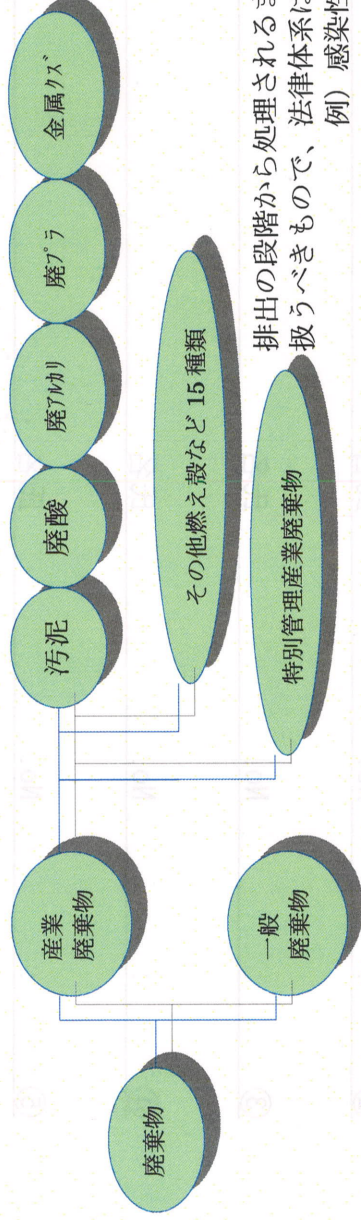 廃棄物
産業
廃棄物
一般
廃棄物
汚泥
廃酸
廃アルカリ
廃プラ
金属クズ
その他燃え殻など 15 種類
特別管理産業廃棄物
排出の段階から処理されるま
扱うべきもので、法律体系に
例）感染性